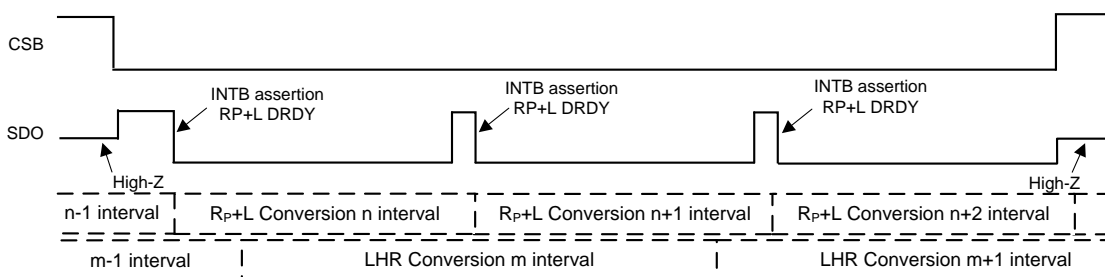 CSB
INTB assertion
RP+L DRDY
INTB assertion
RP+L DRDY
INTB assertion
RP+L DRDY
SDO
High-Z
High-Z
n-1 interval
RP+L Conversion n interval
RP+L Conversion n+1 interval
RP+L Conversion n+2 interval
m-1 interval
LHR Conversion m interval
LHR Conversion m+1 interval